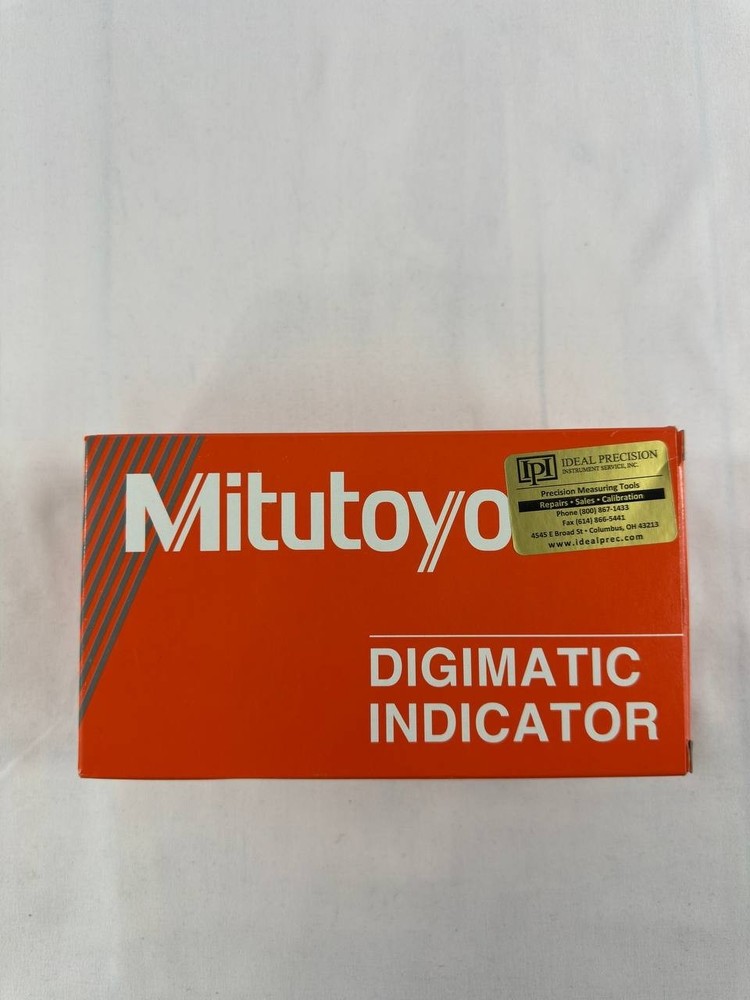 Mitutoyo
IPI
IDEAL PRECISION
INSTRUMENT SERVICE, INC.
Precision Measuring Tools
Repairs • Sales • Calibration
Phone (800) 867-1433
Fax (614) 866-5441
4545 E Broad St • Columbus, OH 43213
www.idealprec.com
DIGIMATIC
INDICATOR